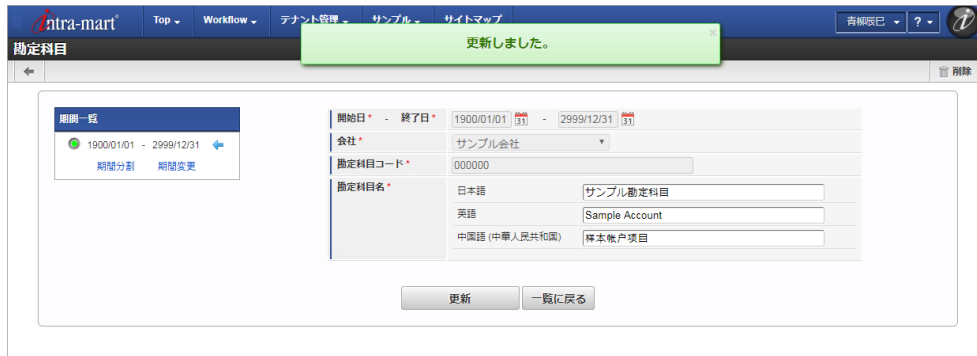 intra-mart Top Workflow テナント管理 サンプル サイトマップ 青柳辰巳 ?
更新しました。 ×
勘定科目
削除
期間一覧
1900/01/01 - 2999/12/31
期間分割 期間変更
開始日* - 終了日* 1900/01/01 31 - 2999/12/31 31
会社* サンプル会社
勘定科目コード* 000000
勘定科目名* 日本語 サンプル勘定科目
英語 Sample Account
中国語 (中華人民共和国) 样本帐户项目
更新 一覧に戻る